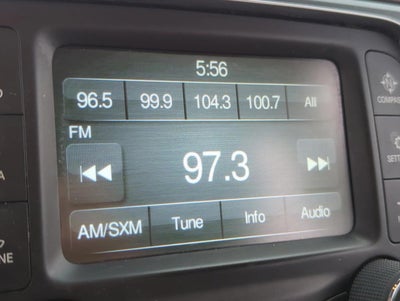 5:56
96.5 99.9 104.3 100.7 All
FM
97.3
AM/SXM Tune Info Audio